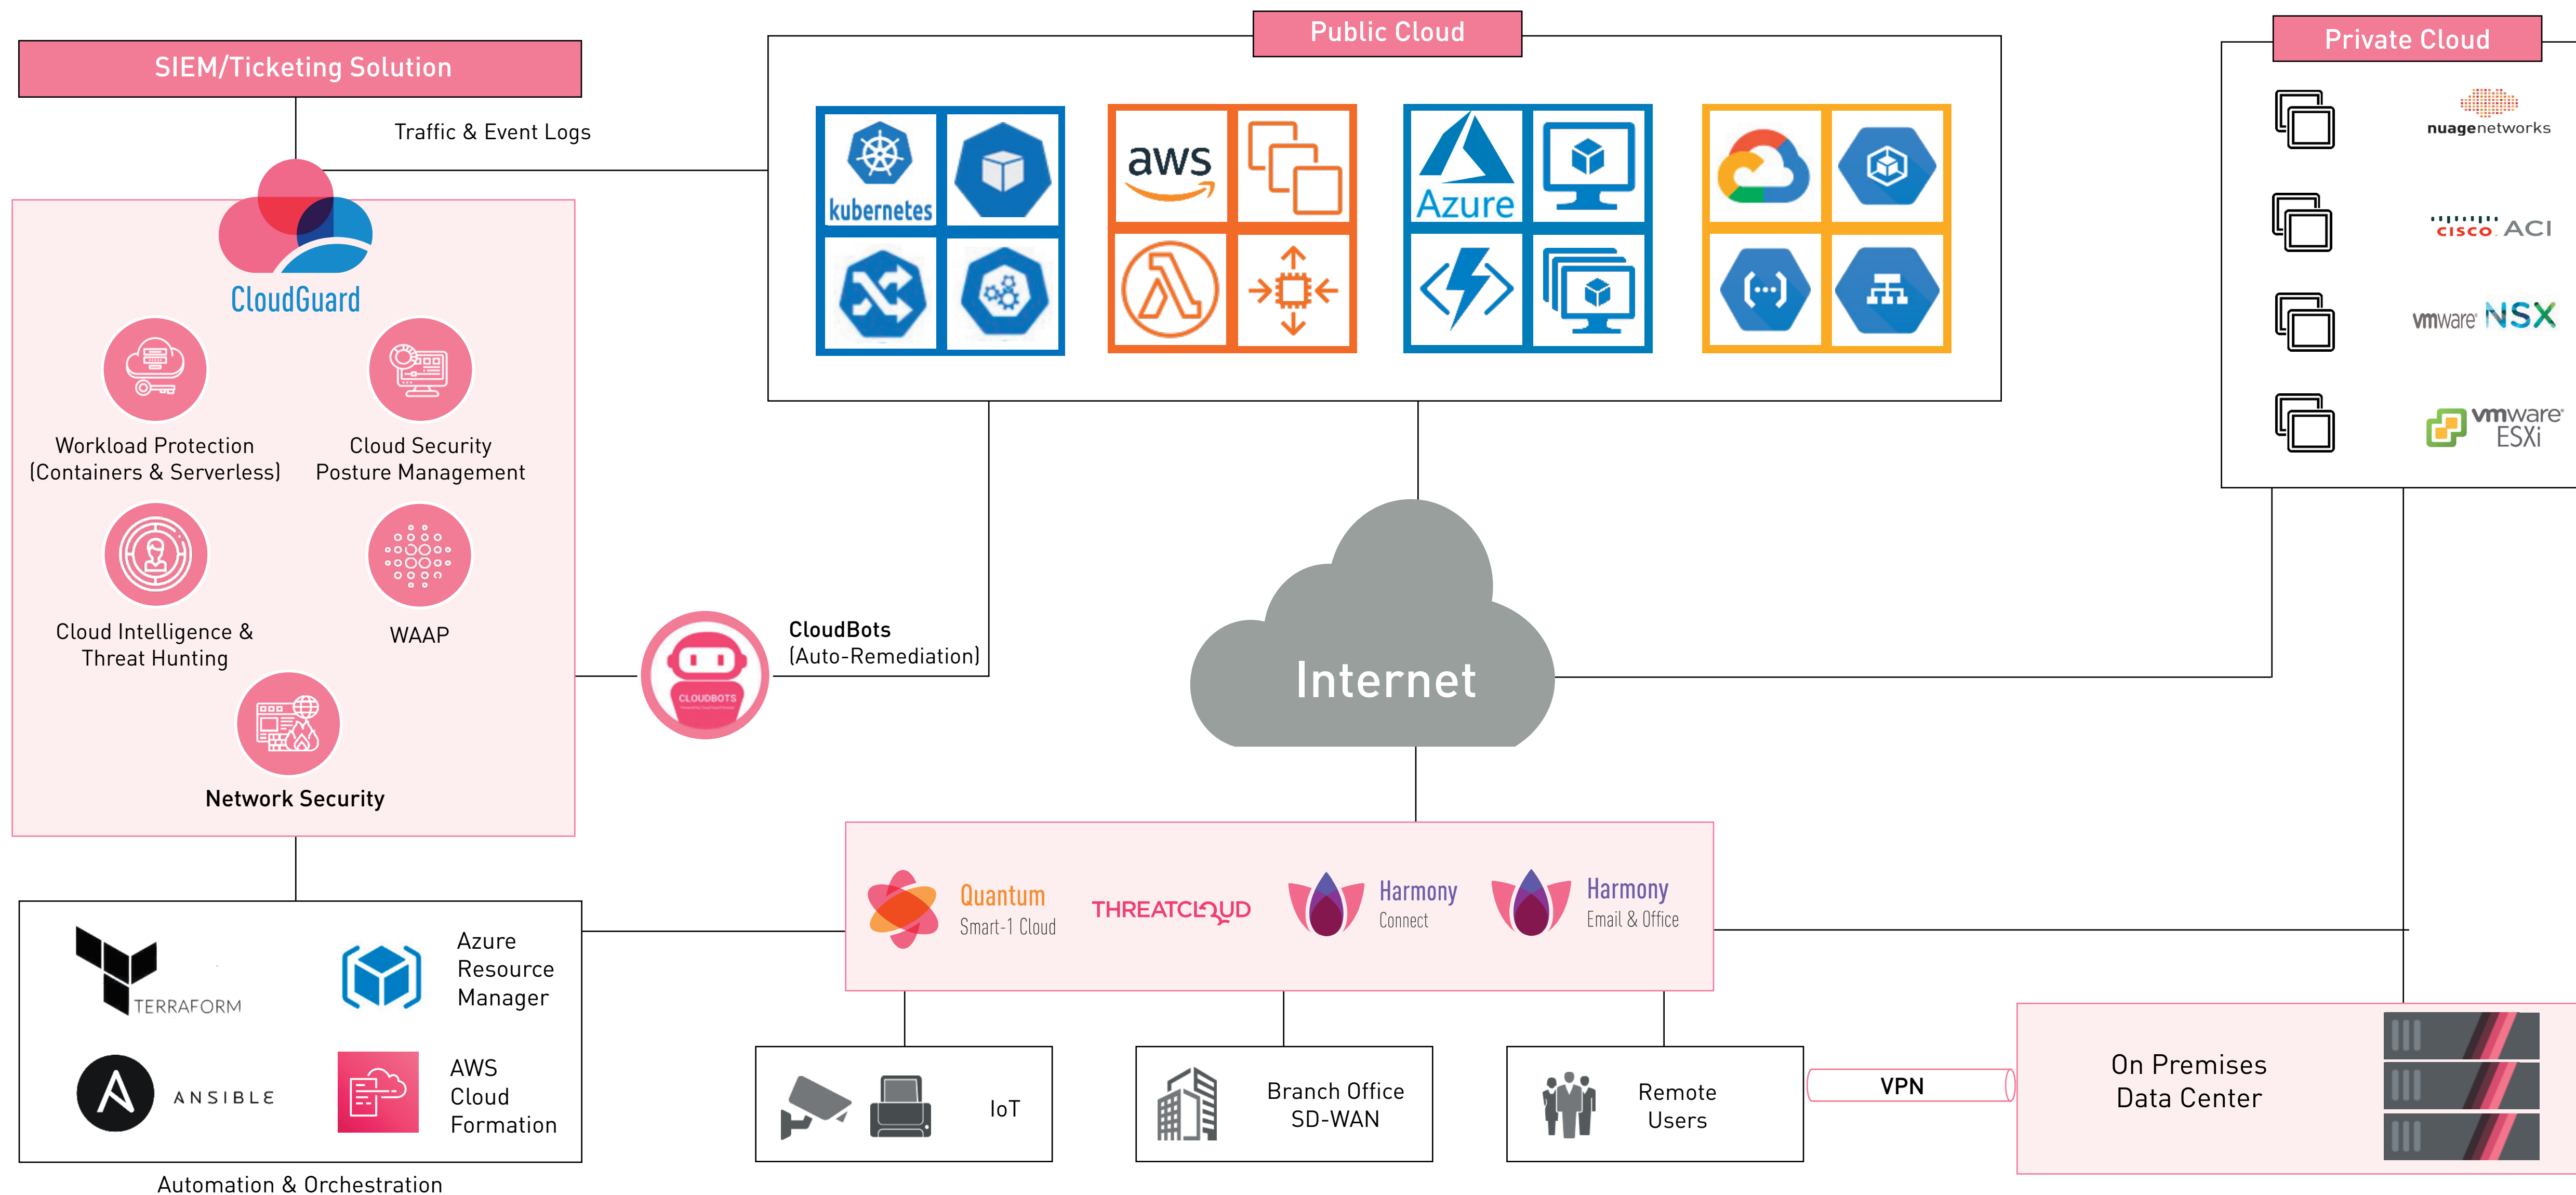 SIEM/Ticketing Solution
Traffic & Event Logs
CloudGuard
Workload Protection
(Containers & Serverless)
Cloud Security
Posture Management
Cloud Intelligence &
Threat Hunting
WAAP
Network Security
Public Cloud
kubernetes
aws
Azure
Private Cloud
nuagenetworks
CISCO ACI
vmware NSX
vmware
ESXi
CLOUDBOTS
CloudBots
(Auto-Remediation)
Internet
Quantum
Smart-1 Cloud
THREATCLOUD
Harmony
Connect
Harmony
Email & Office
TERRAFORM
Azure
Resource
Manager
ANSIBLE
AWS
Cloud
Formation
Automation & Orchestration
IoT
Branch Office
SD-WAN
Remote
Users
VPN
On Premises
Data Center